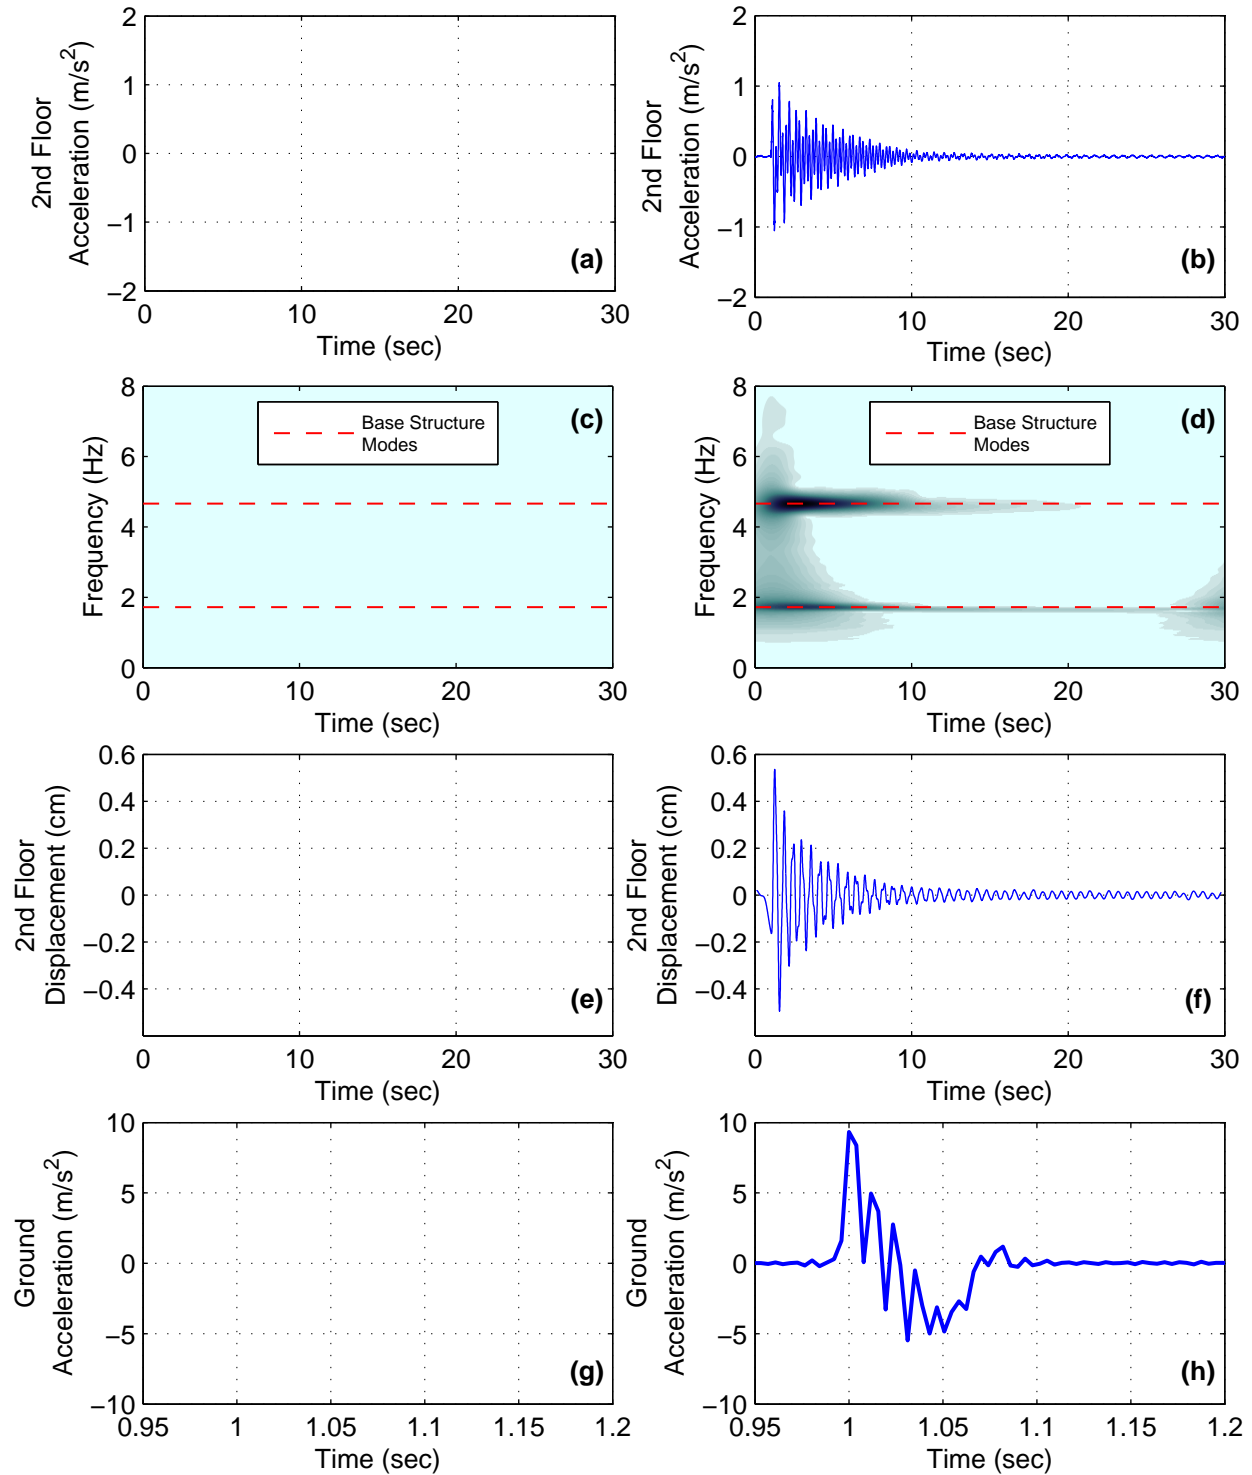 2
1
0
−1
−2
2nd Floor
Acceleration (m/s2)
(a)
0
10
20
30
Time (sec)
2
1
0
−1
−2
2nd Floor
Acceleration (m/s2)
(b)
0
10
20
30
Time (sec)
8
6
4
2
0
Frequency (Hz)
Base Structure
Modes
(c)
0
10
20
30
Time (sec)
8
6
4
2
0
Frequency (Hz)
Base Structure
Modes
(d)
0
10
20
30
Time (sec)
0.6
0.4
0.2
0
−0.2
−0.4
2nd Floor
Displacement (cm)
(e)
0
10
20
30
Time (sec)
0.6
0.4
0.2
0
−0.2
−0.4
2nd Floor
Displacement (cm)
(f)
0
10
20
30
Time (sec)
10
5
0
−5
−10
Ground
Acceleration (m/s2)
(g)
0.95
1
1.05
1.1
1.15
1.2
Time (sec)
10
5
0
−5
−10
Ground
Acceleration (m/s2)
(h)
0.95
1
1.05
1.1
1.15
1.2
Time (sec)